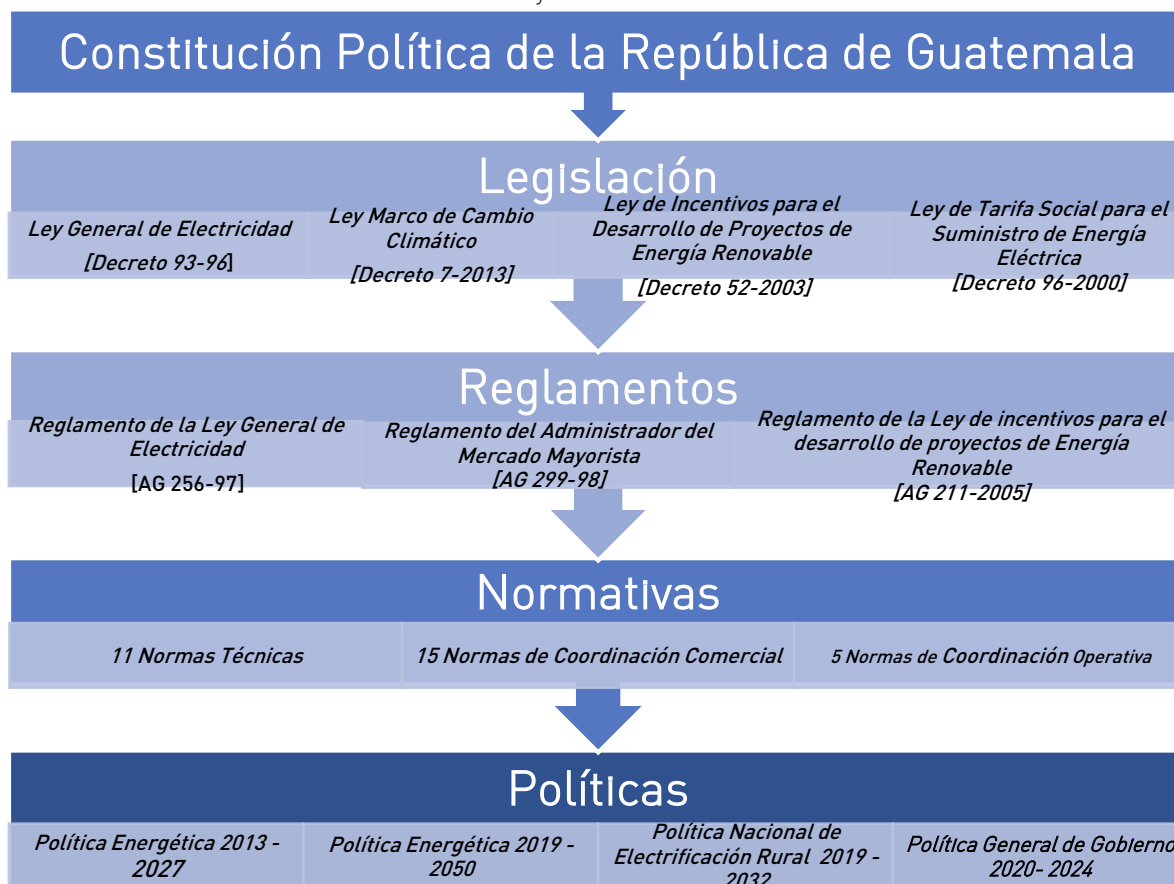 Constitución Política de la República de Guatemala
Legislación
Ley General de Electricidad
[Decreto 93-96]
Ley Marco de Cambio
Climático
[Decreto 7-2013]
Ley de Incentivos para el
Desarrollo de Proyectos de
Energía Renovable
[Decreto 52-2003]
Ley de Tarifa Social para el
Suministro de Energía
Eléctrica
[Decreto 96-2000]
Reglamentos
Reglamento de la Ley General de
Electricidad
[AG 256-97]
Reglamento del Administrador del
Mercado Mayorista
[AG 299-98]
Reglamento de la Ley de incentivos para el
desarrollo de proyectos de Energía
Renovable
[AG 211-2005]
Normativas
11 Normas Técnicas
15 Normas de Coordinación Comercial
5 Normas de Coordinación Operativa
Políticas
Política Energética 2013 -
2027
Política Energética 2019 -
2050
Política Nacional de
Electrificación Rural 2019 -
2032
Política General de Gobierno
2020- 2024